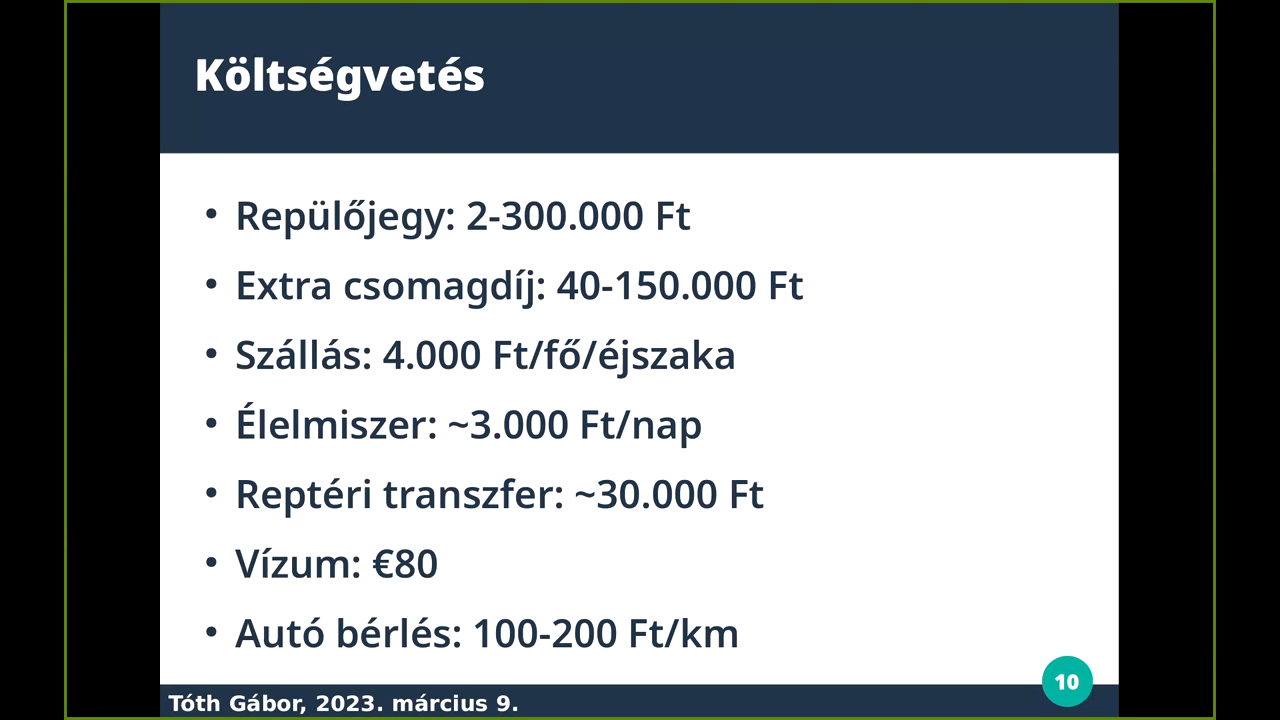 Költségvetés
• Repülőjegy: 2-300.000 Ft
• Extra csomagdíj: 40-150.000 Ft
• Szállás: 4.000 Ft/fő/éjszaka
• Élelmiszer: ~3.000 Ft/nap
• Reptéri transzfer: ~30.000 Ft
• Vízum: €80
• Autó bérlés: 100-200 Ft/km
10
Tóth Gábor, 2023. március 9.